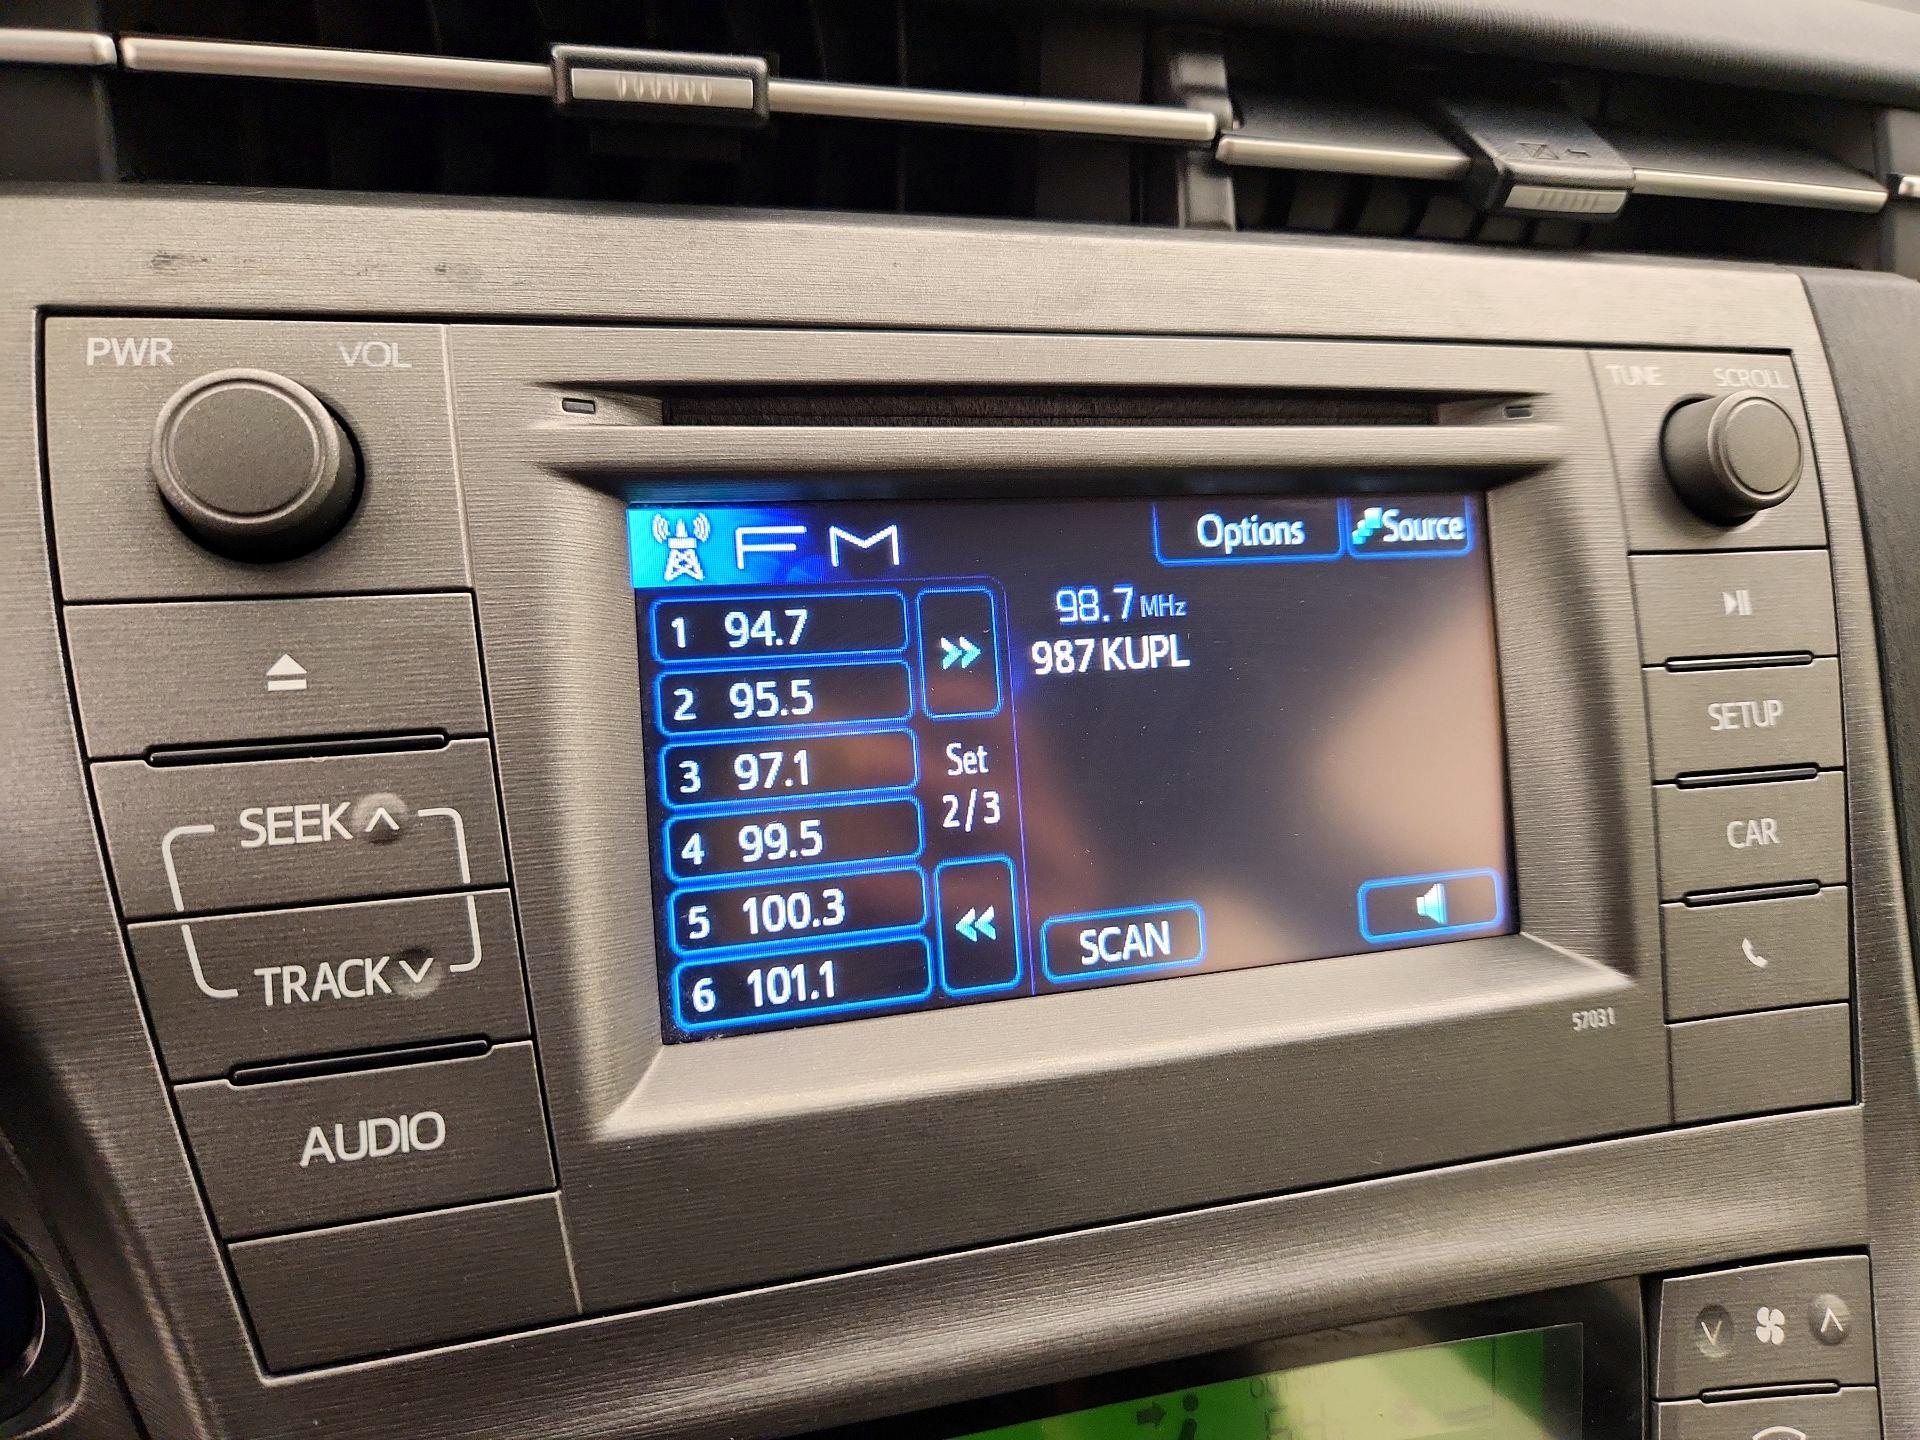 PWR VOL
TUNE SCROLL
FM
Options
Source
1 94.7
2 95.5
3 97.1
4 99.5
5 100.3
6 101.1
Set
2/3
98.7 MHz
987 KUPL
SCAN
SEEK
TRACK
AUDIO
SETUP
CAR
57031